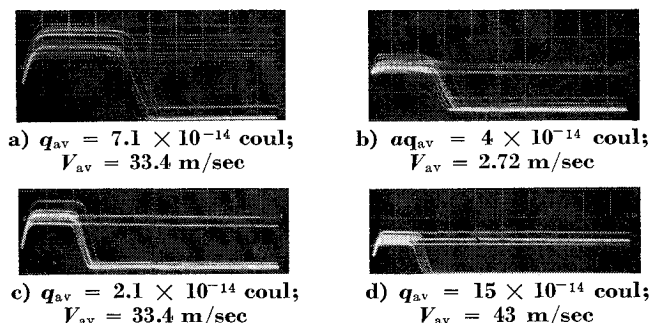 a) qav = 7.1 × 10−14 coul;
Vav = 33.4 m/sec
b) aqav = 4 × 10−14 coul;
Vav = 2.72 m/sec
c) qav = 2.1 × 10−14 coul;
Vav = 33.4 m/sec
d) qav = 15 × 10−14 coul;
Vav = 43 m/sec